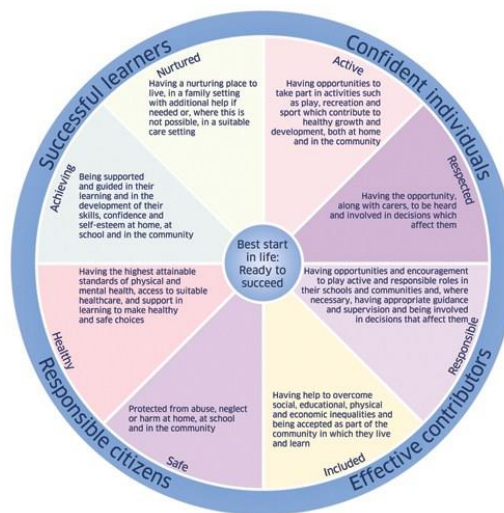 Successful learners
Confident individuals
Nurtured
Having a nurturing place to
live, in a family setting
with additional help if
needed or, where this is
not possible, in a suitable
care setting
Active
Having opportunities to
take part in activities such
as play, recreation and
sport which contribute to
healthy growth and
development, both at home
and in the community
Achieving
Being supported
and guided in their
learning and in the
development of their
skills, confidence and
self-esteem at home, at
school and in the community
Respected
Having the opportunity,
along with carers, to be
heard and involved in
decisions which
affect them
Best start
in life:
Ready to
succeed
Healthy
Having the highest attainable
standards of physical and
mental health, access to suitable
healthcare, and support in
learning to make healthy
and safe choices
Responsible
Having opportunities and encouragement
to play active and responsible roles in
their schools and communities and, where
necessary, having appropriate guidance
and supervision and being involved
in decisions that affect them
Safe
Protected from abuse, neglect
or harm at home, at school
and in the community
Included
Having help to overcome
social, educational, physical
and economic inequalities and
being accepted as part of the
community in which they live
and learn
Responsible citizens
Effective contributors